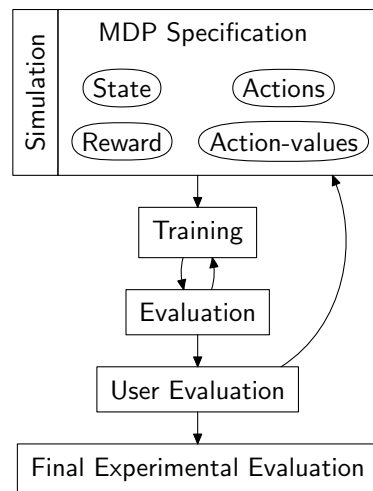 MDP Specification
Simulation
State
Actions
Reward
Action-values
Training
Evaluation
User Evaluation
Final Experimental Evaluation